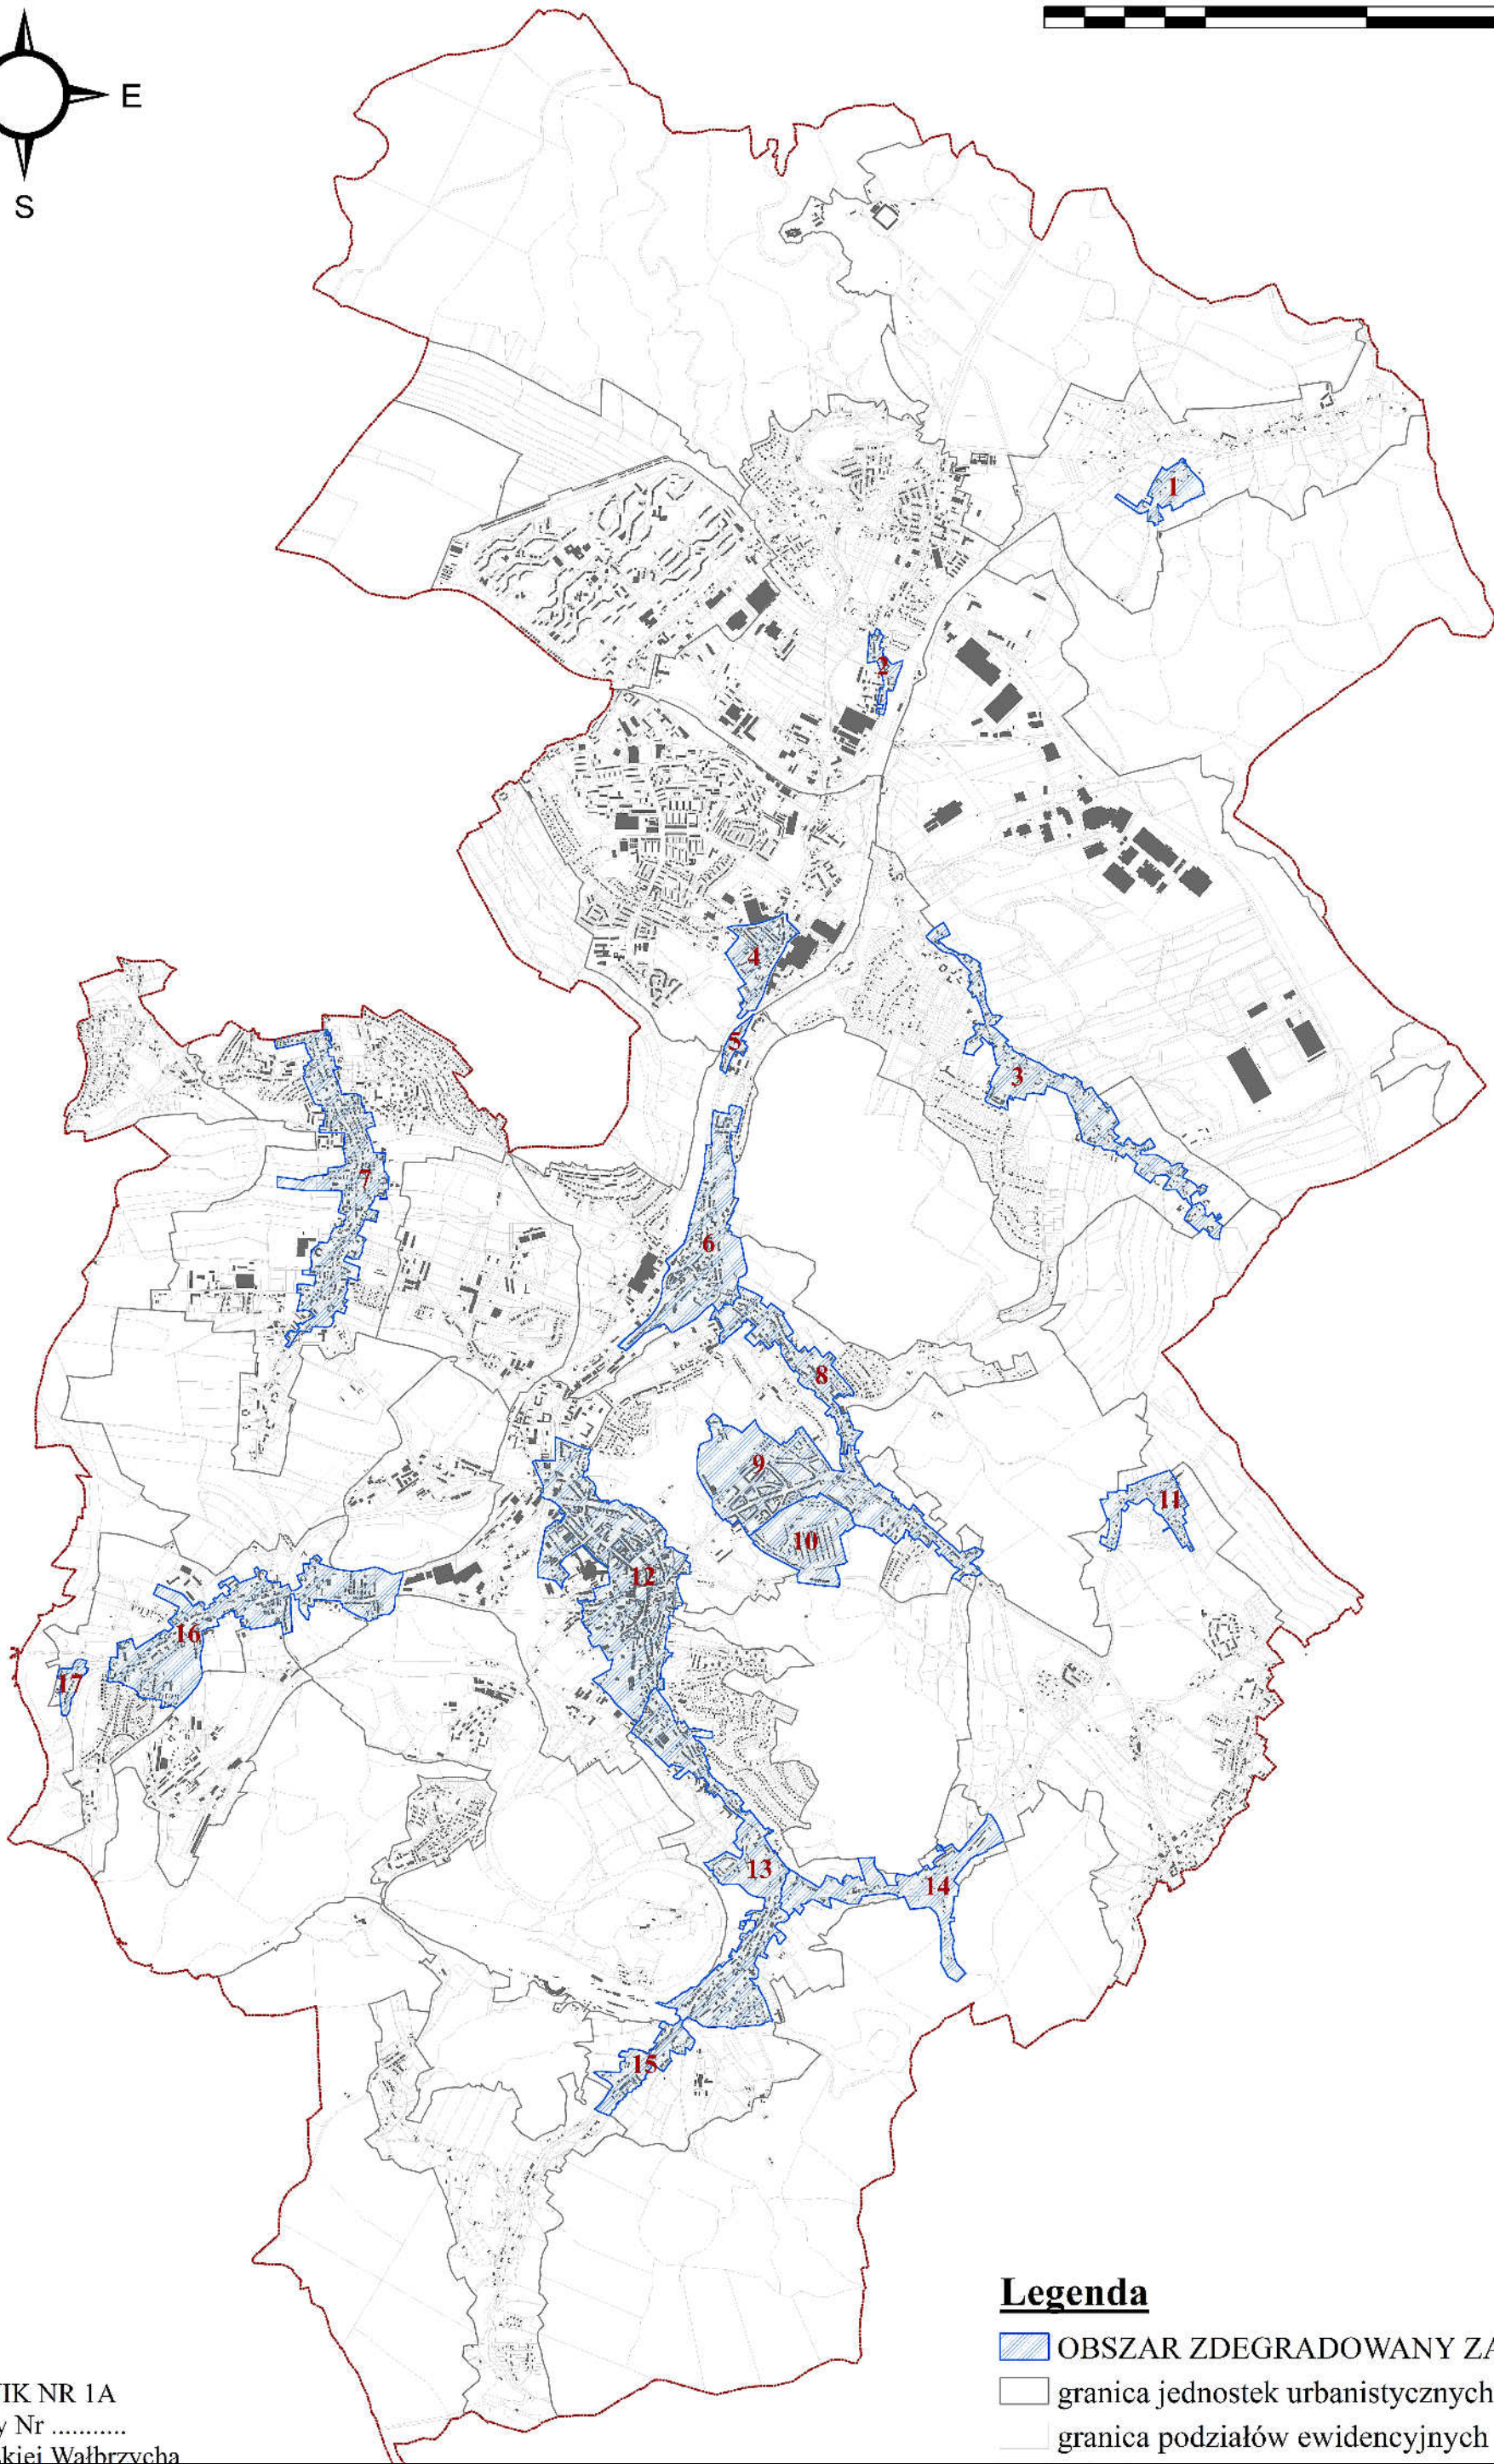 E
S
1
2
3
4
5
6
7
8
9
10
11
12
13
14
15
16
17
Legenda
OBSZAR ZDEGRADOWANY ZA
granica jednostek urbanistycznych
granica podziałów ewidencyjnych
IK NR 1A
y Nr ...........
kiej Wałbrzycha